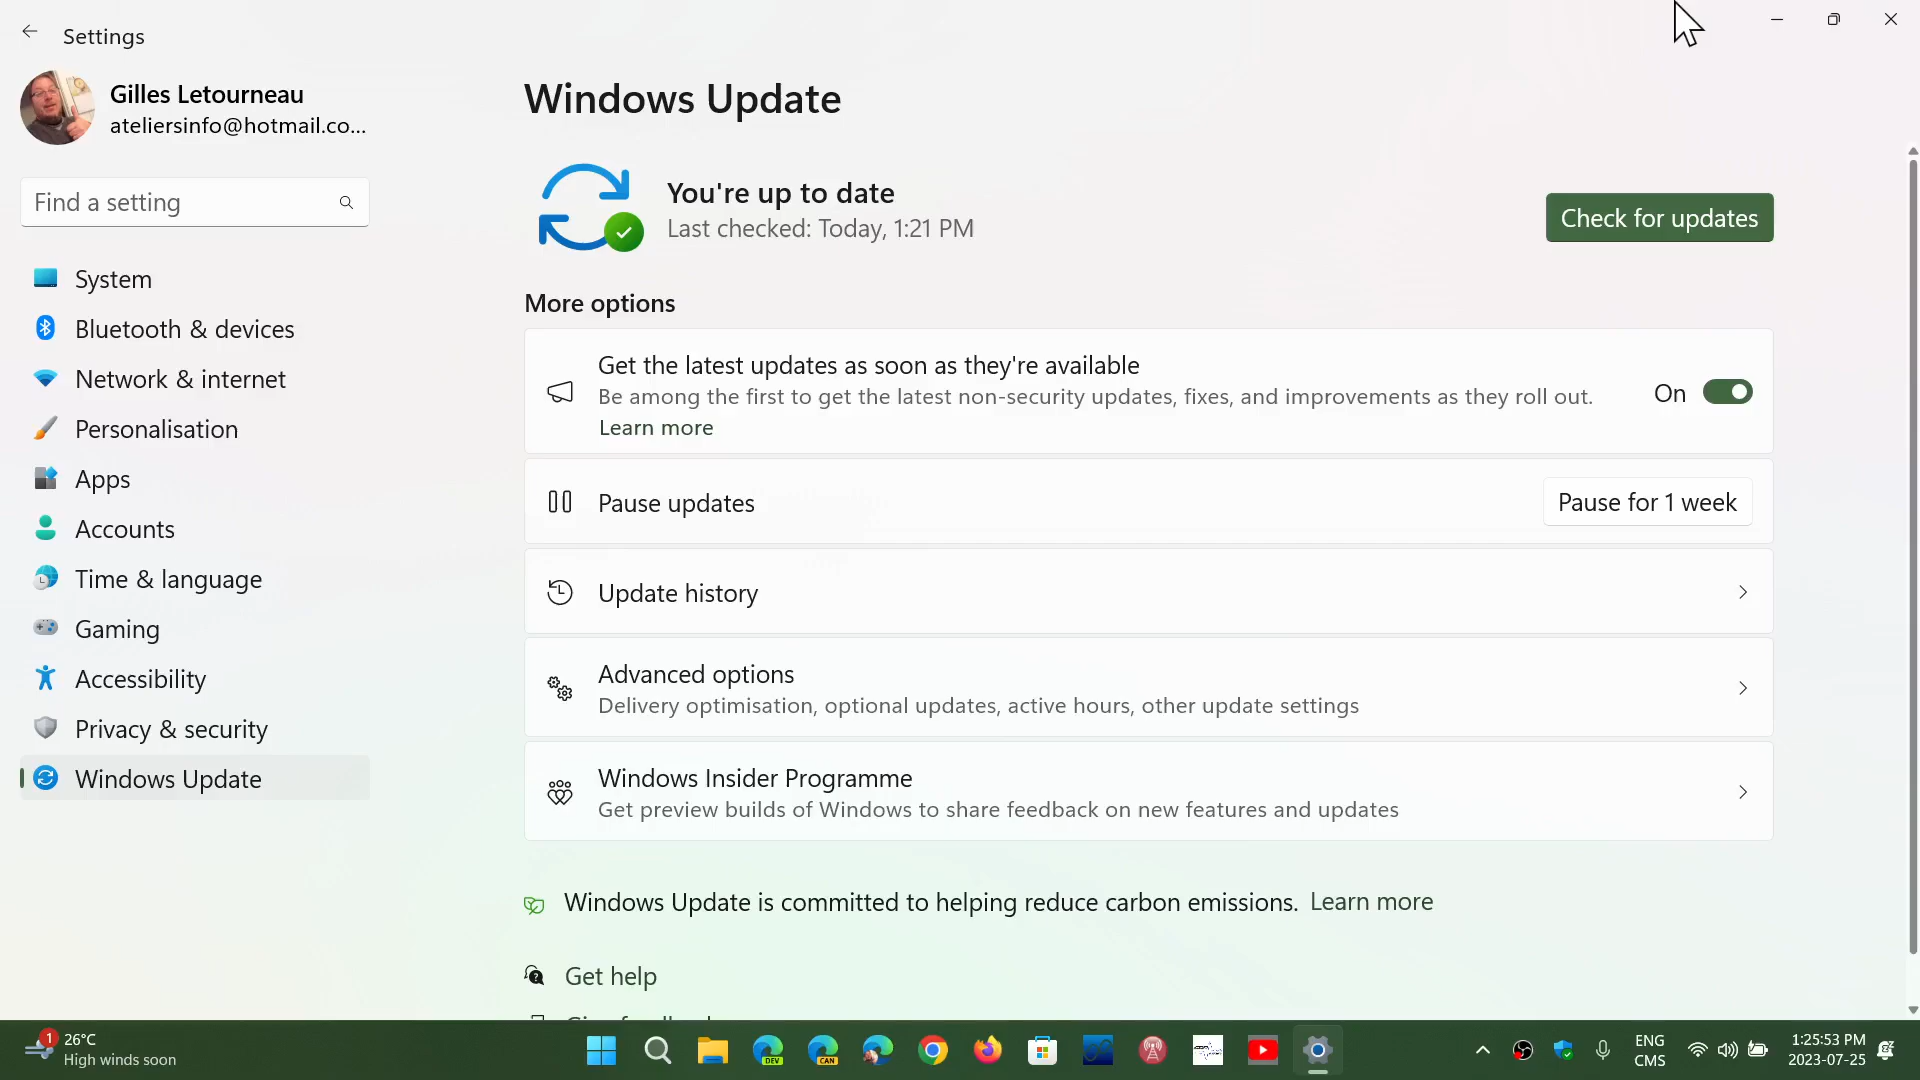 Settings
Gilles Letourneau
ateliersinfo@hotmail.co...
Find a setting
System
Bluetooth & devices
Network & internet
Personalisation
Apps
Accounts
Time & language
Gaming
Accessibility
Privacy & security
Windows Update
Windows Update
You're up to date
Last checked: Today, 1:21 PM
Check for updates
More options
Get the latest updates as soon as they're available
Be among the first to get the latest non-security updates, fixes, and improvements as they roll out.
Learn more
On
Pause updates
Pause for 1 week
Update history
Advanced options
Delivery optimisation, optional updates, active hours, other update settings
Windows Insider Programme
Get preview builds of Windows to share feedback on new features and updates
Windows Update is committed to helping reduce carbon emissions. Learn more
Get help
1
26°C
High winds soon
DEV
CAN
ENG
CMS
1:25:53 PM
2023-07-25